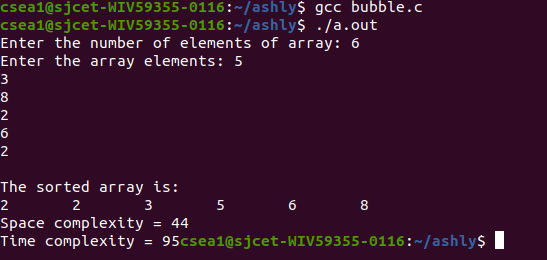 csea1@sjcet-WIV59355-0116:~/ashly$ gcc bubble.c
csea1@sjcet-WIV59355-0116:~/ashly$ ./a.out
Enter the number of elements of array: 6
Enter the array elements: 5
3
8
2
6
2
The sorted array is:
2 2 3 5 6 8
Space complexity = 44
Time complexity = 95csea1@sjcet-WIV59355-0116:~/ashly$